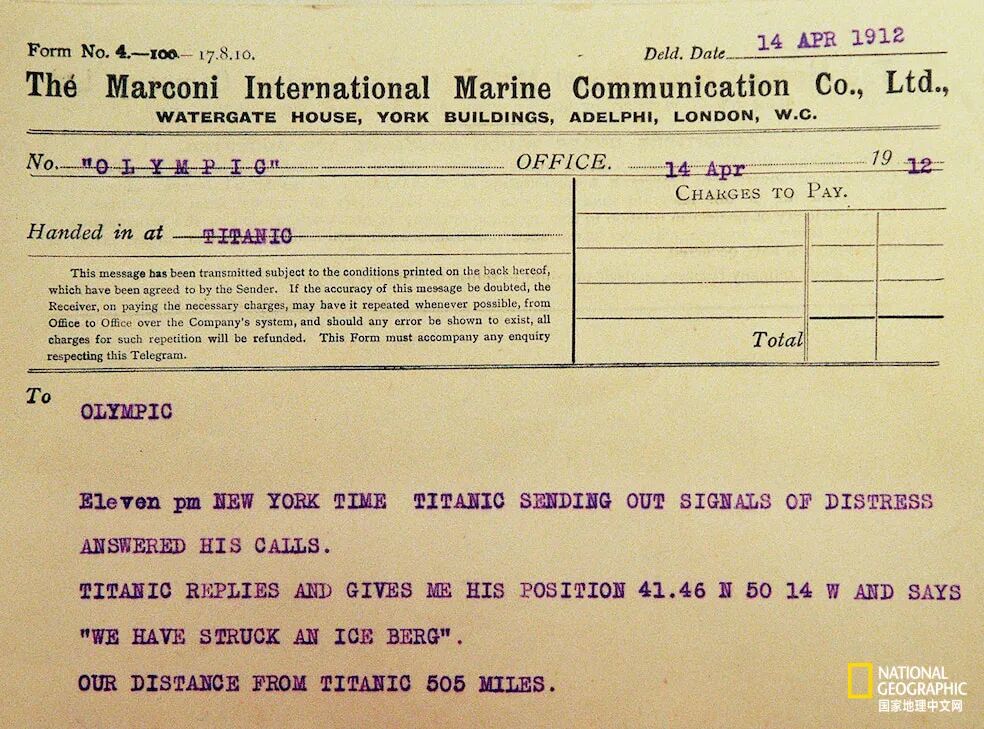 Form No. 4.—100.— 17.8.10.
Deld. Date 14 APR 1912
The Marconi International Marine Communication Co., Ltd.,
WATERGATE HOUSE, YORK BUILDINGS, ADELPHI, LONDON, W.C.
No. "OLYMPIC" OFFICE. 14 Apr 19 12
CHARGES TO PAY.
Handed in at TITANIC
This message has been transmitted subject to the conditions printed on the back hereof,
which have been agreed to by the Sender. If the accuracy of this message be doubted, the
Receiver, on paying the necessary charges, may have it repeated whenever possible, from
Office to Office over the Company's system, and should any error be shown to exist, all
charges for such repetition will be refunded. This Form must accompany any enquiry
respecting this Telegram.
Total
To
OLYMPIC
Eleven pm NEW YORK TIME TITANIC SENDING OUT SIGNALS OF DISTRESS
ANSWERED HIS CALLS.
TITANIC REPLIES AND GIVES ME HIS POSITION 41.46 N 50 14 W AND SAYS
"WE HAVE STRUCK AN ICE BERG".
OUR DISTANCE FROM TITANIC 505 MILES.
NATIONAL
GEOGRAPHIC
国家地理中文网